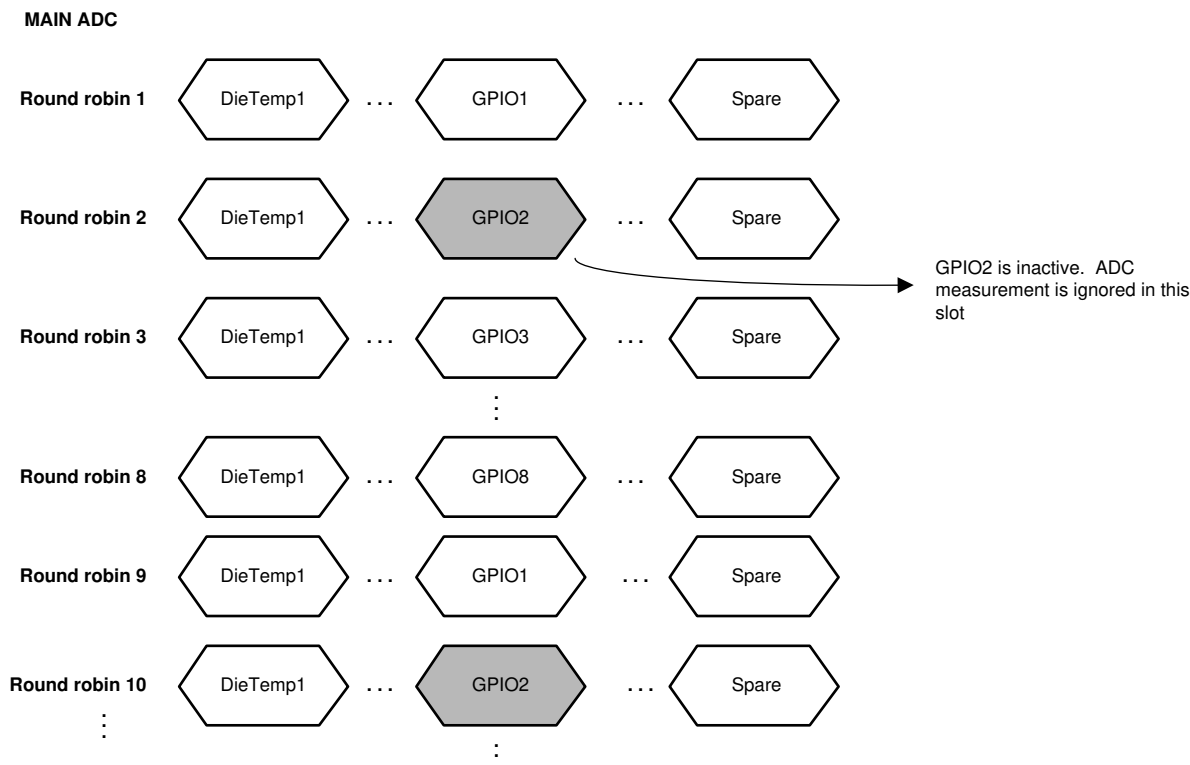 MAIN ADC
Round robin 1 DieTemp1 ... GPIO1 ... Spare
Round robin 2 DieTemp1 ... GPIO2 ... Spare
GPIO2 is inactive. ADC
measurement is ignored in this
slot
Round robin 3 DieTemp1 ... GPIO3 ... Spare
Round robin 8 DieTemp1 ... GPIO8 ... Spare
Round robin 9 DieTemp1 ... GPIO1 ... Spare
Round robin 10 DieTemp1 ... GPIO2 ... Spare